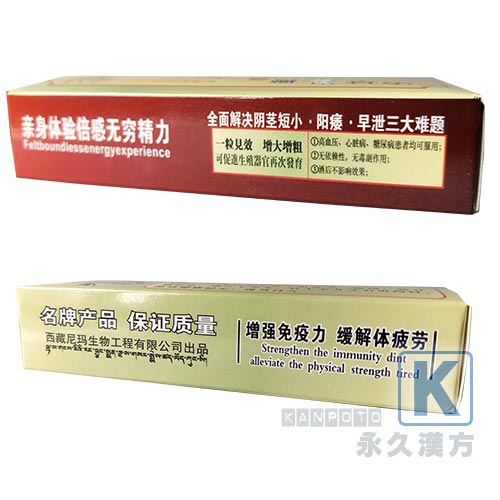 亲身体验倍感无穷精力
Feltboundlessenergyexperience
全面解决阴茎短小·阳痿·早泄三大难题
一粒見效 增大增粗
可促進生殖器官再次發育
①高血压、心脏病、糖尿病患者均可服用;
②无依赖性,无毒副作用;
③酒后不影响效果;
名牌产品 保证质量
西藏尼玛生物工程有限公司出品
增强免疫力 缓解体疲劳
Strengthen the immunity dint
alleviate the physical strength tired
K
KANPOTO
永久漢方